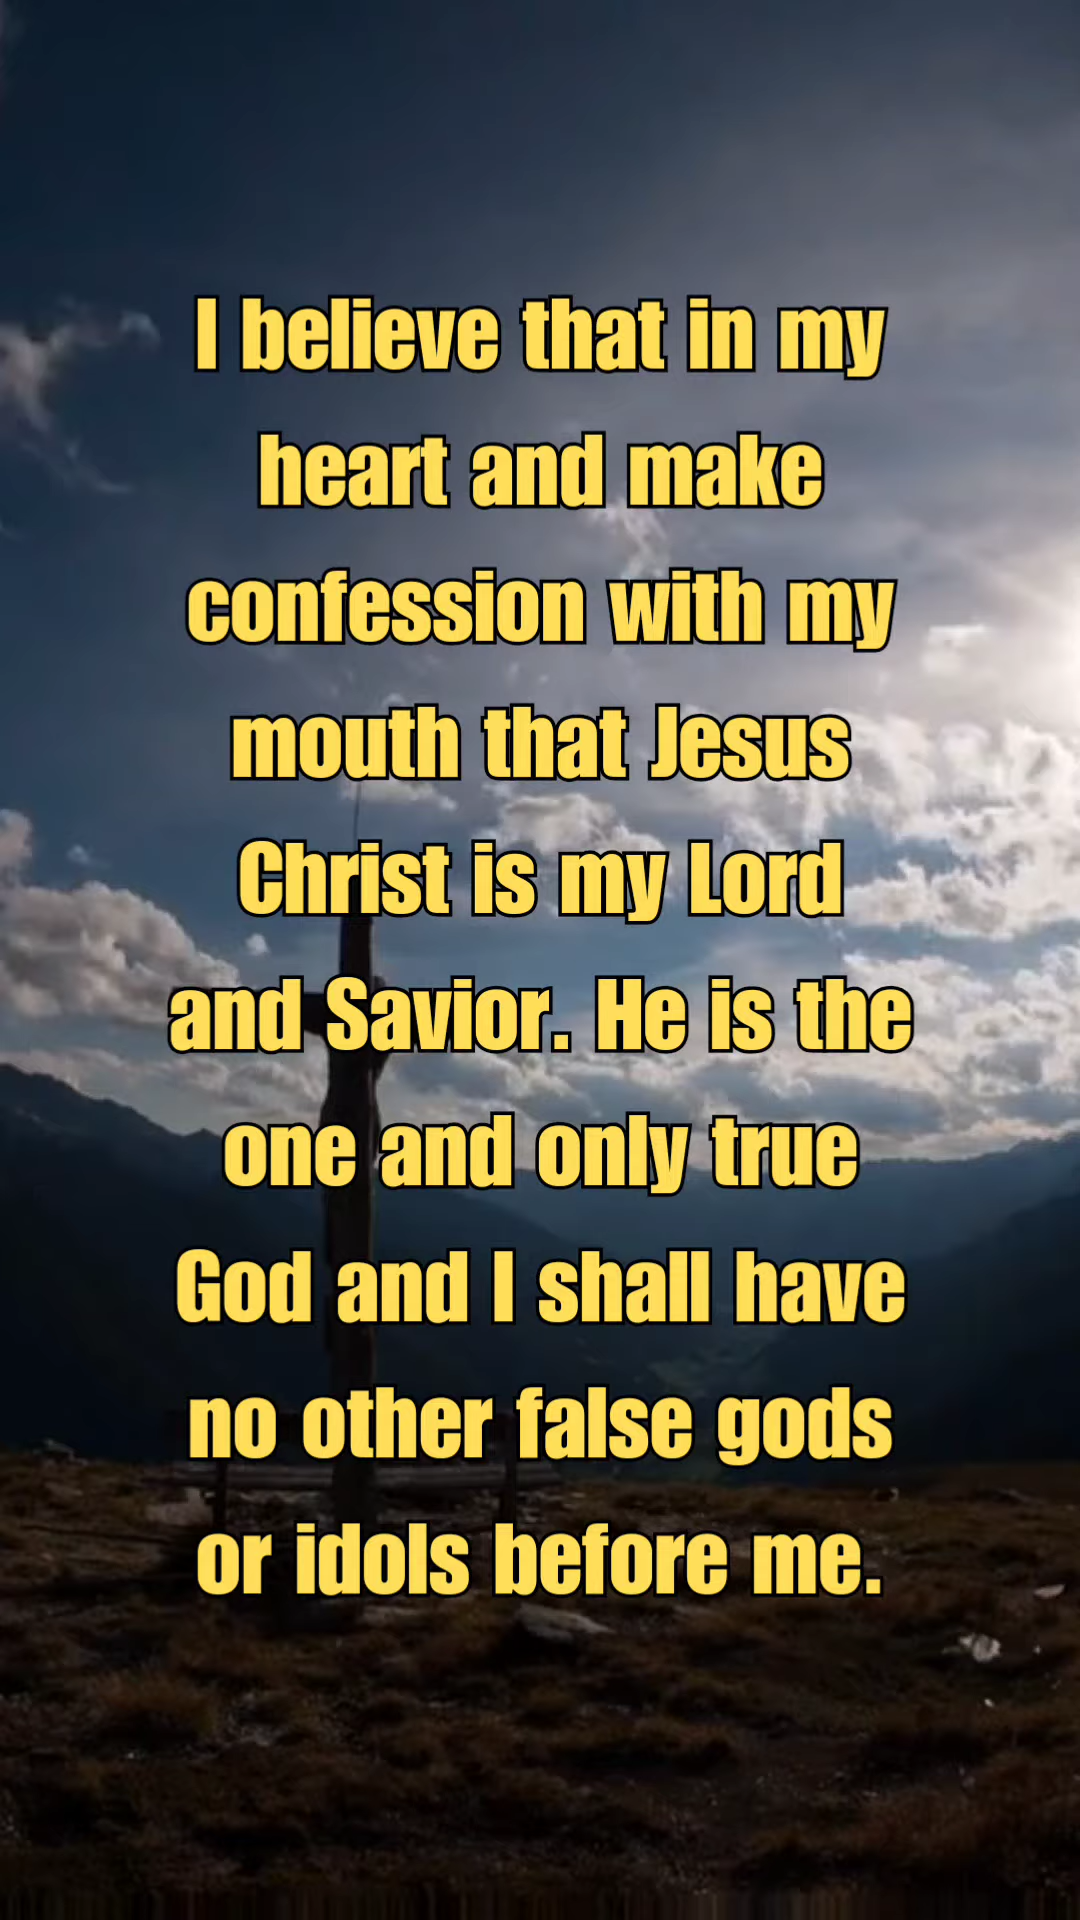 I believe that in my
heart and make
confession with my
mouth that Jesus
Christ is my Lord
and Savior. He is the
one and only true
God and I shall have
no other false gods
or idols before me.